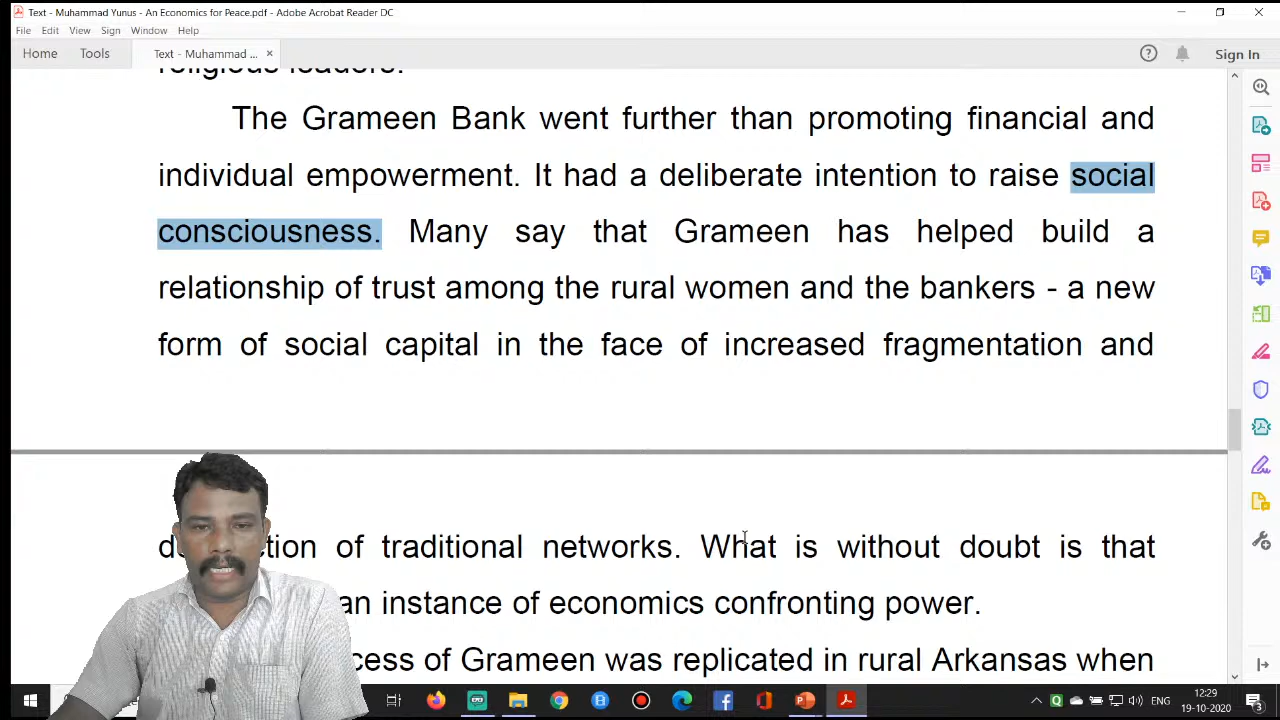 Text - Muhammad Yunus - An Economics for Peace.pdf - Adobe Acrobat Reader DC
File Edit View Sign Window Help
Home Tools Text - Muhammad ... × Sign In
religious leaders.
The Grameen Bank went further than promoting financial and
individual empowerment. It had a deliberate intention to raise social
consciousness. Many say that Grameen has helped build a
relationship of trust among the rural women and the bankers - a new
form of social capital in the face of increased fragmentation and
of traditional networks. What is without doubt is that
an instance of economics confronting power.
of Grameen was replicated in rural Arkansas when
ENG 12:29
19-10-2020